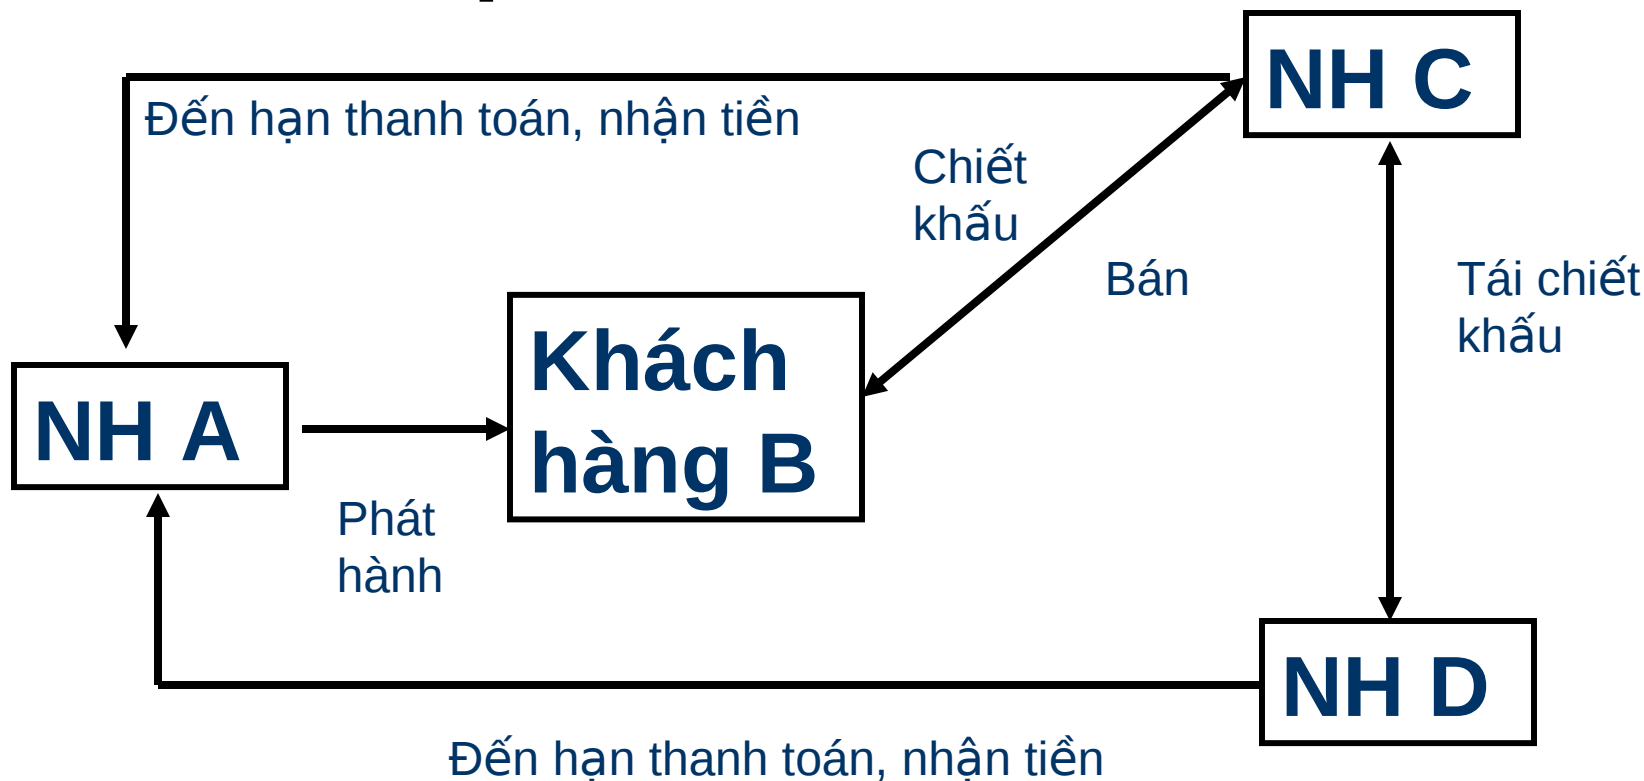 NH C
Đến hạn thanh toán, nhận tiền
Chiết
khấu
Bán
Tái chiết
khấu
Khách
hàng B
NH A
Phát
hành
NH D
Đến hạn thanh toán, nhận tiền